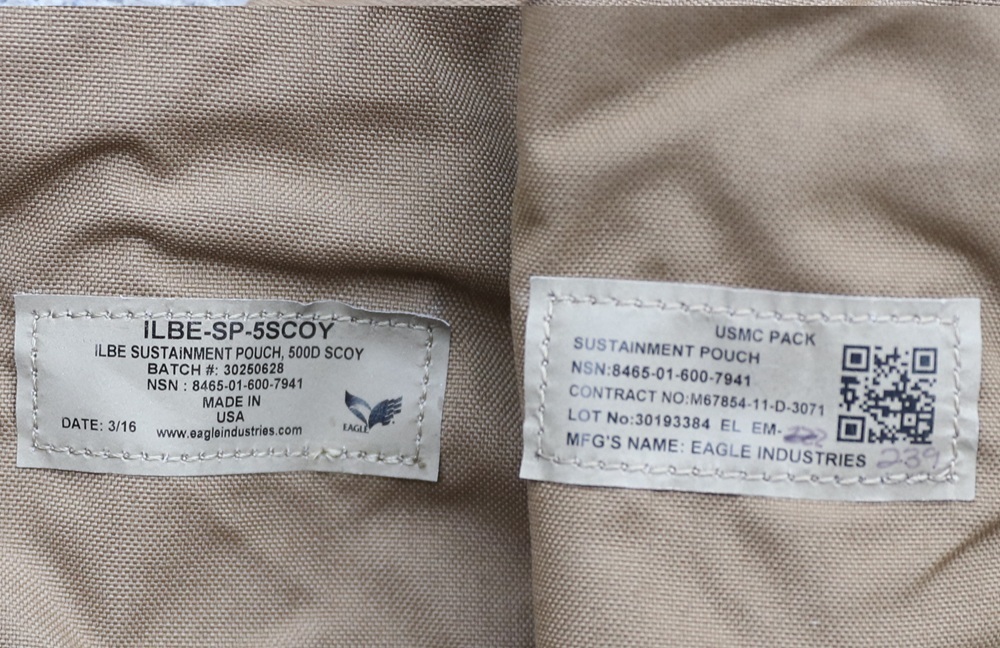 ILBE-SP-5SCOY
ILBE SUSTAINMENT POUCH, 500D SCOY
BATCH #: 30250628
NSN : 8465-01-600-7941
MADE IN
USA
DATE: 3/16
www.eagleindustries.com
EAGLE
USMC PACK
SUSTAINMENT POUCH
NSN:8465-01-600-7941
CONTRACT NO:M67854-11-D-3071
LOT No:30193384 EL EM-
MFG'S NAME: EAGLE INDUSTRIES 239